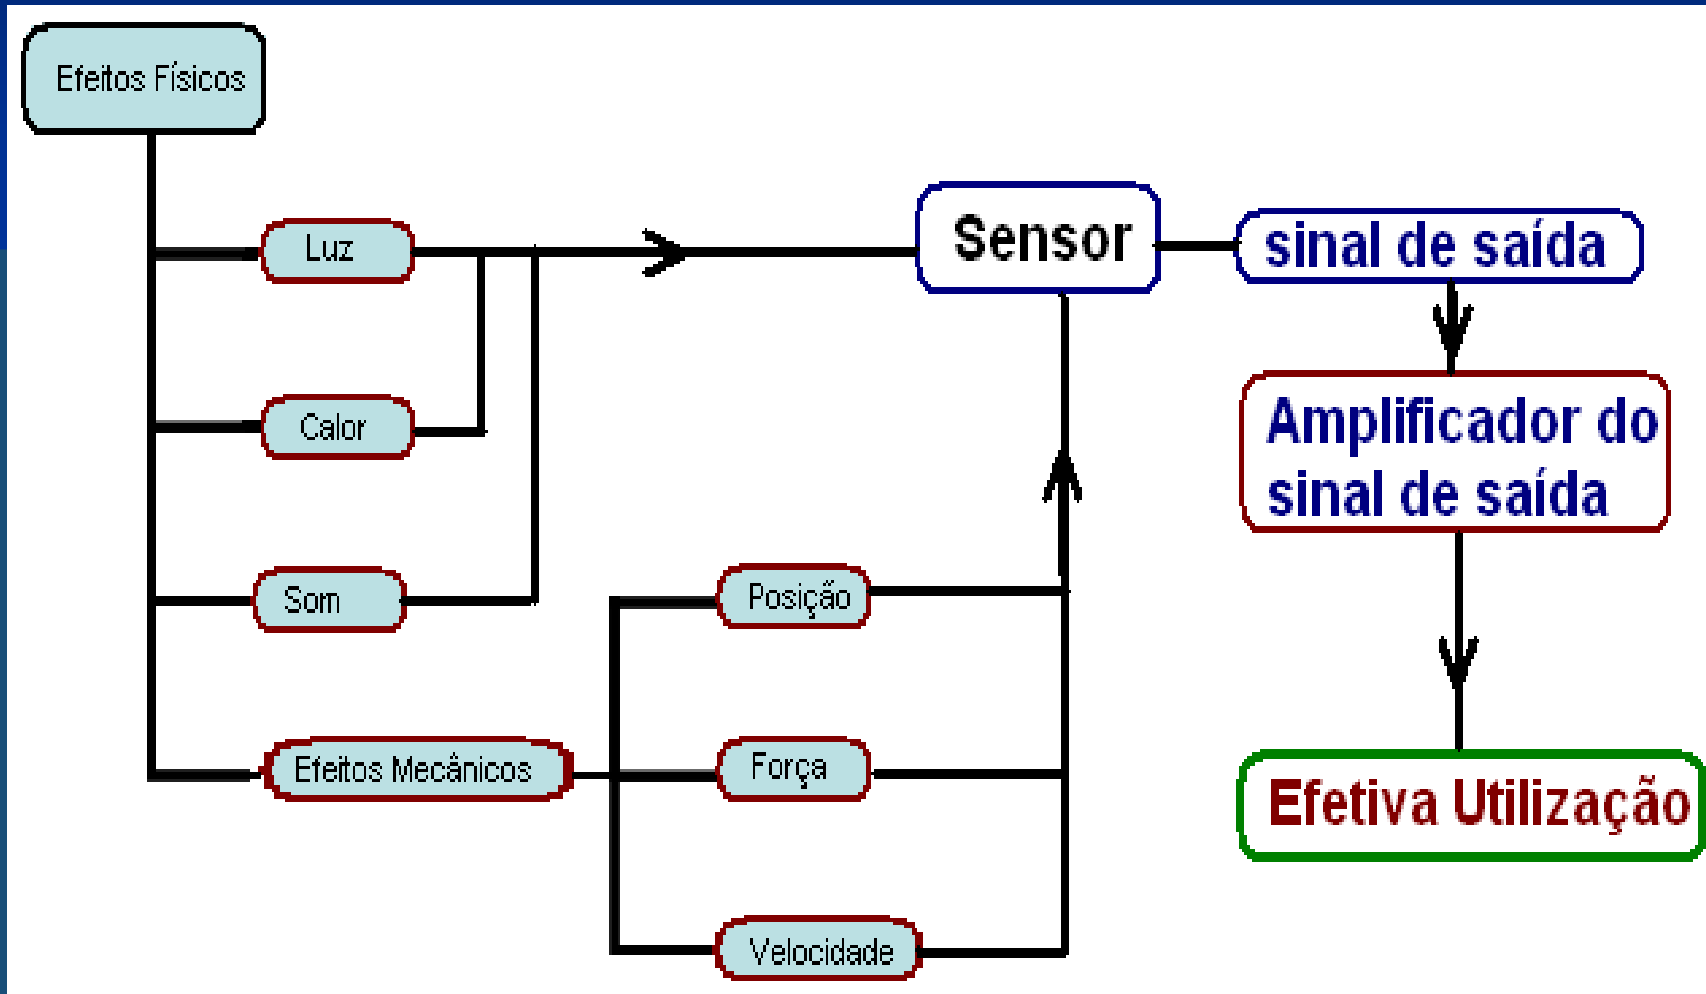 Efeitos Físicos
Luz
Sensor
sinal de saída
Calor
Amplificador do
sinal de saída
Som
Posição
Efeitos Mecânicos
Força
Efetiva Utilização
Velocidade